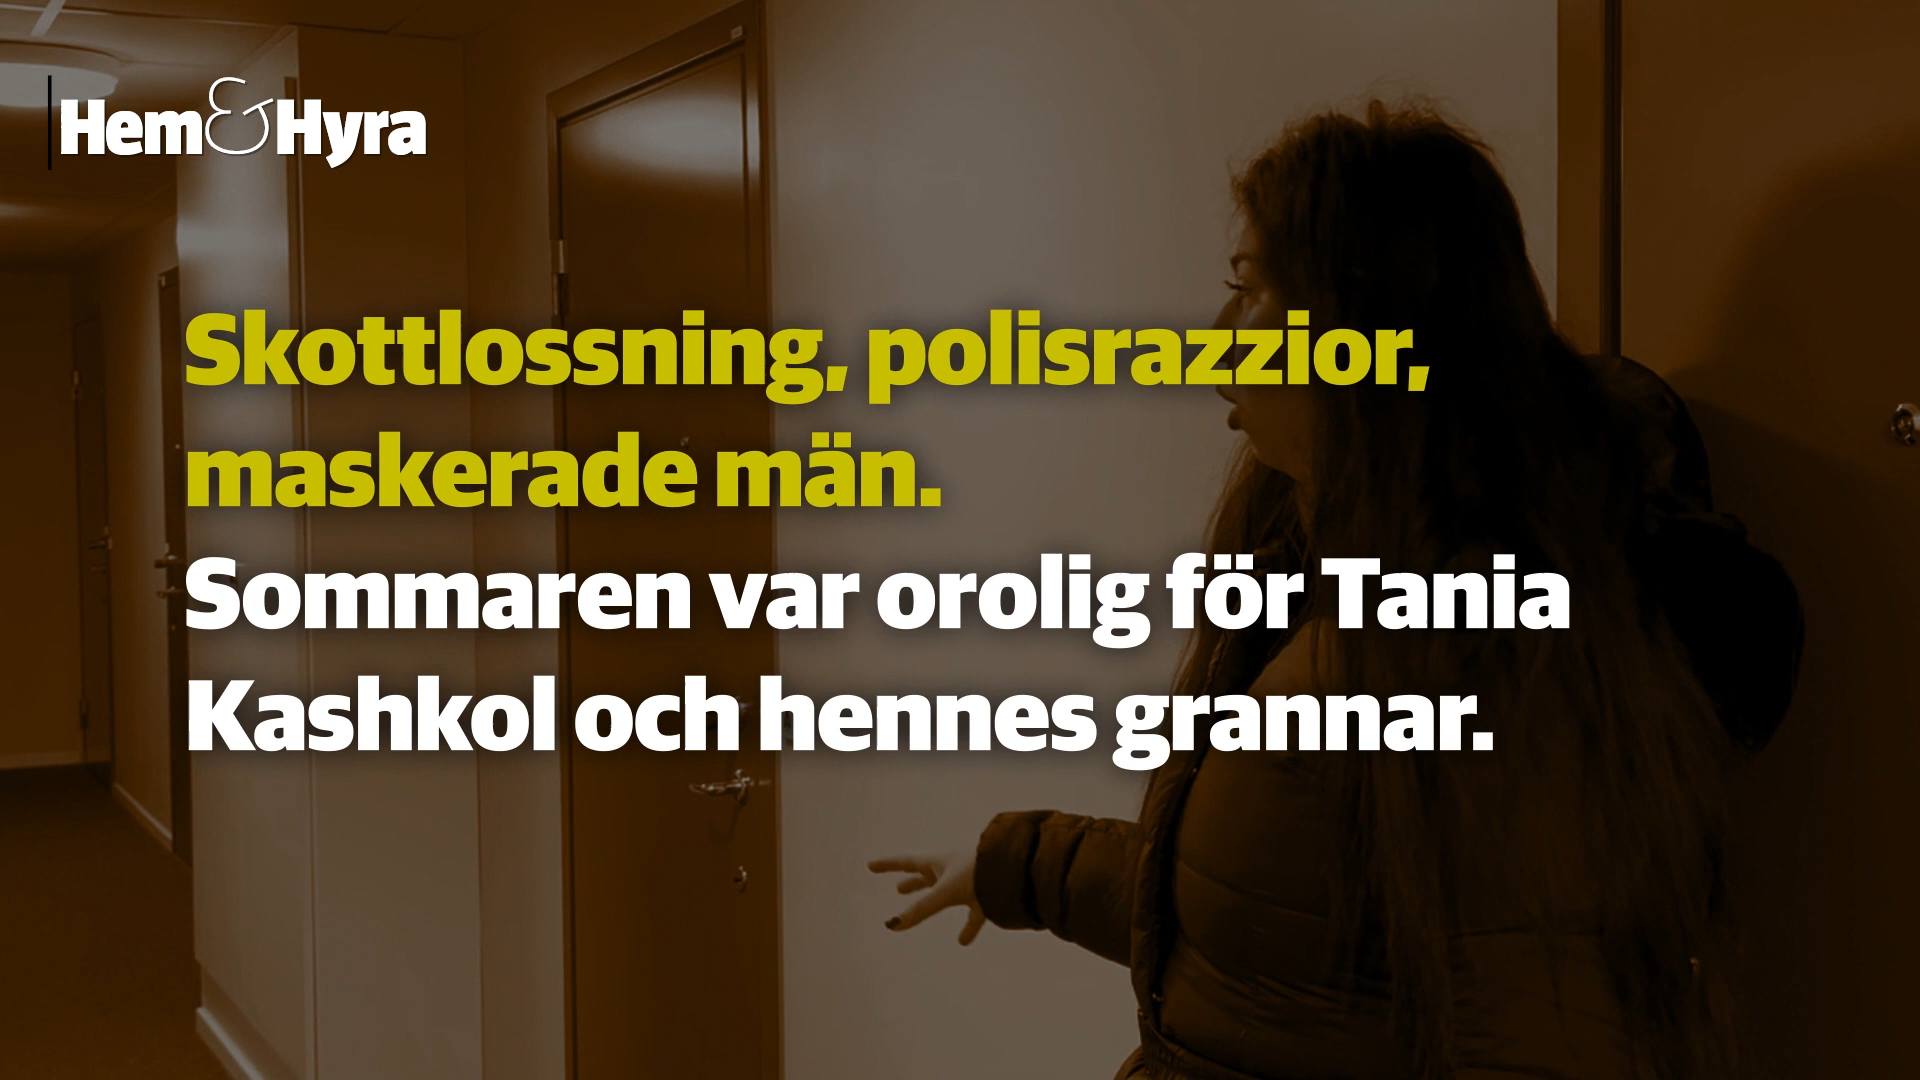 Hem&Hyra
Skottlossning, polisrazzior,
maskerade män.
Sommaren var orolig för Tania
Kashkol och hennes grannar.